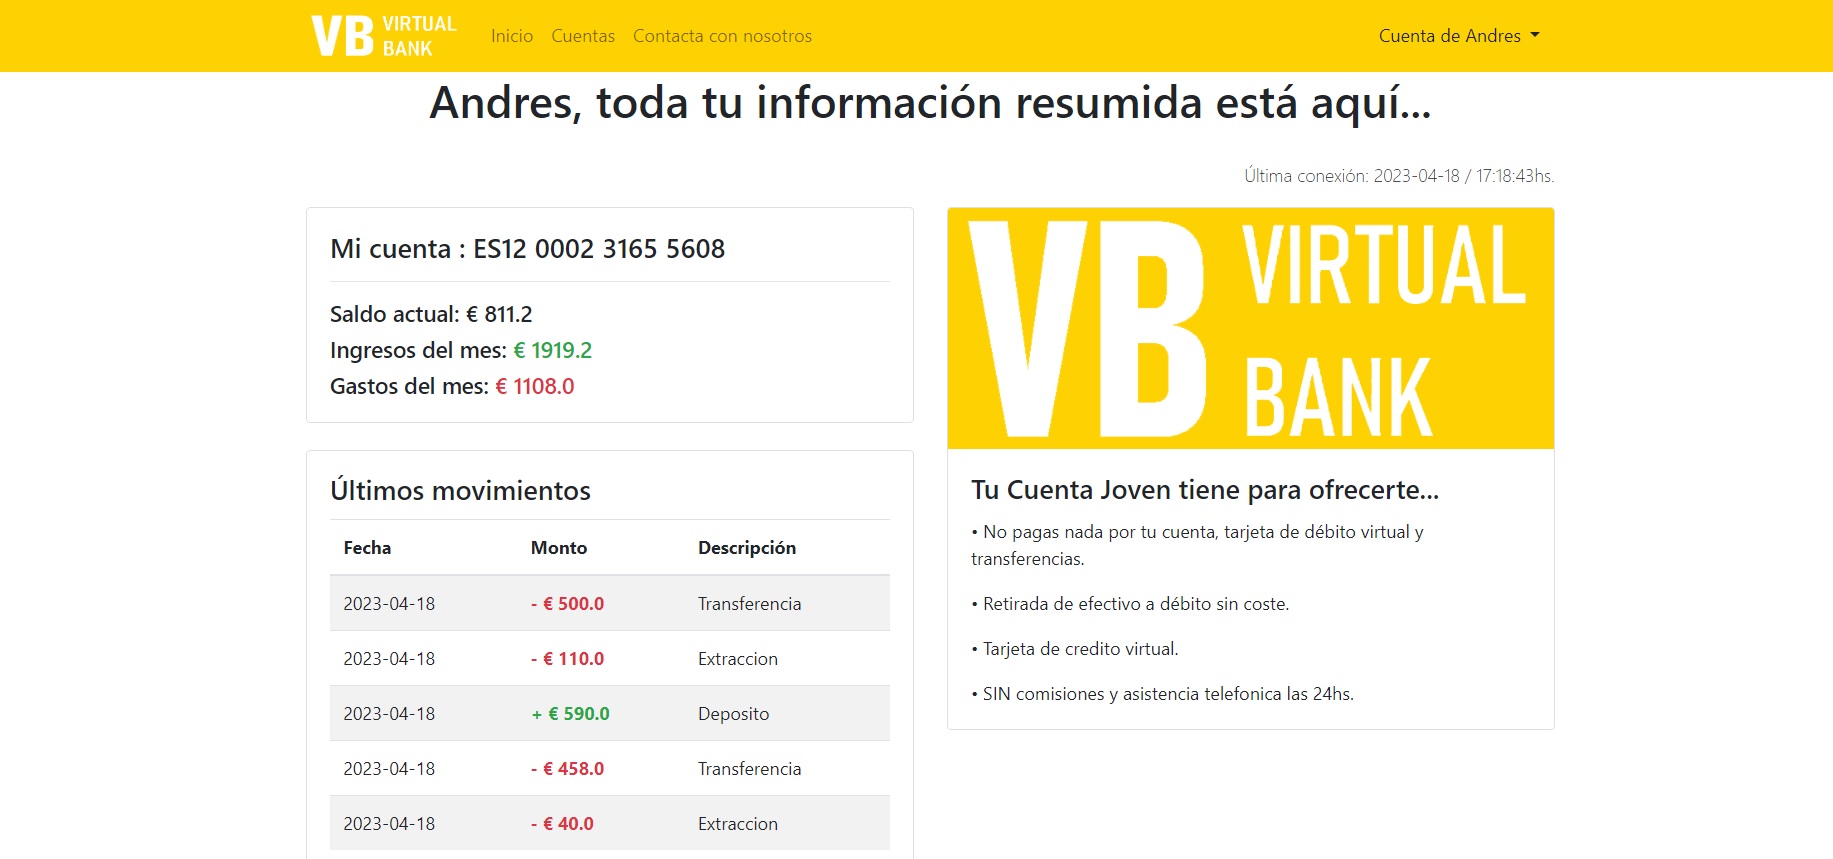 VB VIRTUAL BANK Inicio Cuentas Contacta con nosotros Cuenta de Andres
Andres, toda tu información resumida está aquí...
Última conexión: 2023-04-18 / 17:18:43hs.
Mi cuenta : ES12 0002 3165 5608
Saldo actual: € 811.2
Ingresos del mes: € 1919.2
Gastos del mes: € 1108.0
Últimos movimientos
Fecha Monto Descripción
2023-04-18 - € 500.0 Transferencia
2023-04-18 - € 110.0 Extraccion
2023-04-18 + € 590.0 Deposito
2023-04-18 - € 458.0 Transferencia
2023-04-18 - € 40.0 Extraccion
VB VIRTUAL
BANK
Tu Cuenta Joven tiene para ofrecerte...
• No pagas nada por tu cuenta, tarjeta de débito virtual y
transferencias.
• Retirada de efectivo a débito sin coste.
• Tarjeta de credito virtual.
• SIN comisiones y asistencia telefonica las 24hs.